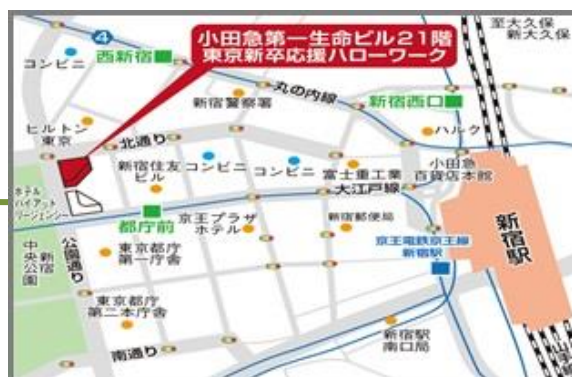 小田急第一生命ビル21階
東京新卒応援ハローワーク
至大久保
新大久保
4
西新宿
コンビニ
丸の内線
新宿警察署
新宿西口
ヒルトン
東京
北通り
ハルク
新宿住友
ビル
コンビニ
コンビニ
富士重工業
小田急
百貨店本館
ホテル
ハイアット
リージェンシー
大江戸線
都庁前
京王プラザ
ホテル
新宿郵便局
新宿駅
京王電鉄京王線
新宿駅
新宿
中央公園
公園通り
東京都庁
第一庁舎
東京都庁
第二本庁舎
新宿駅
南口局
南通り